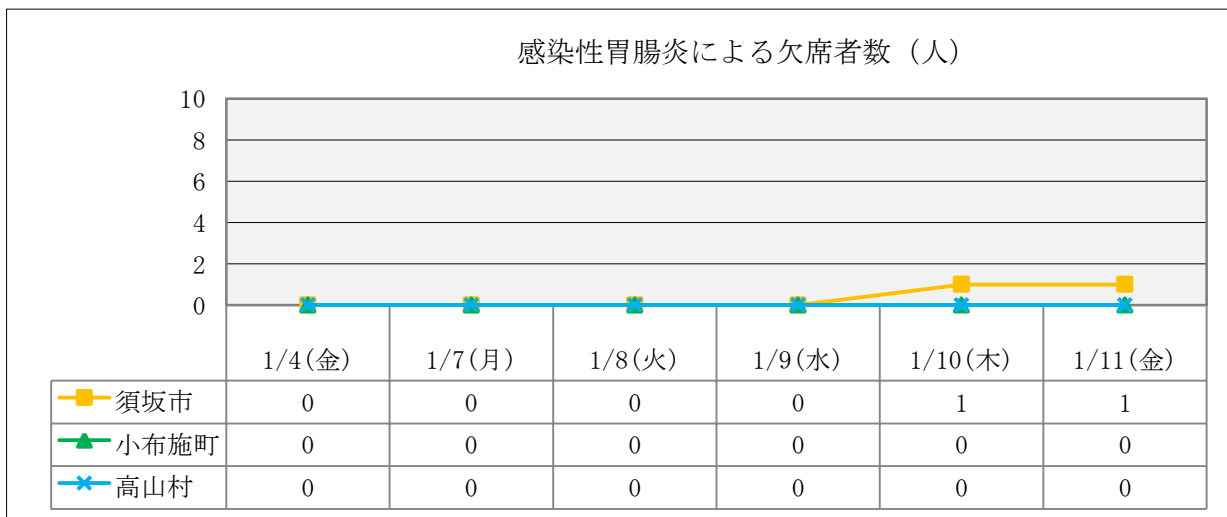 感染性胃腸炎による欠席者数（人）
10
8
6
4
2
0
1/4(金) 1/7(月) 1/8(火) 1/9(水) 1/10(木) 1/11(金)
須坂市 0 0 0 0 1 1
小布施町 0 0 0 0 0 0
高山村 0 0 0 0 0 0